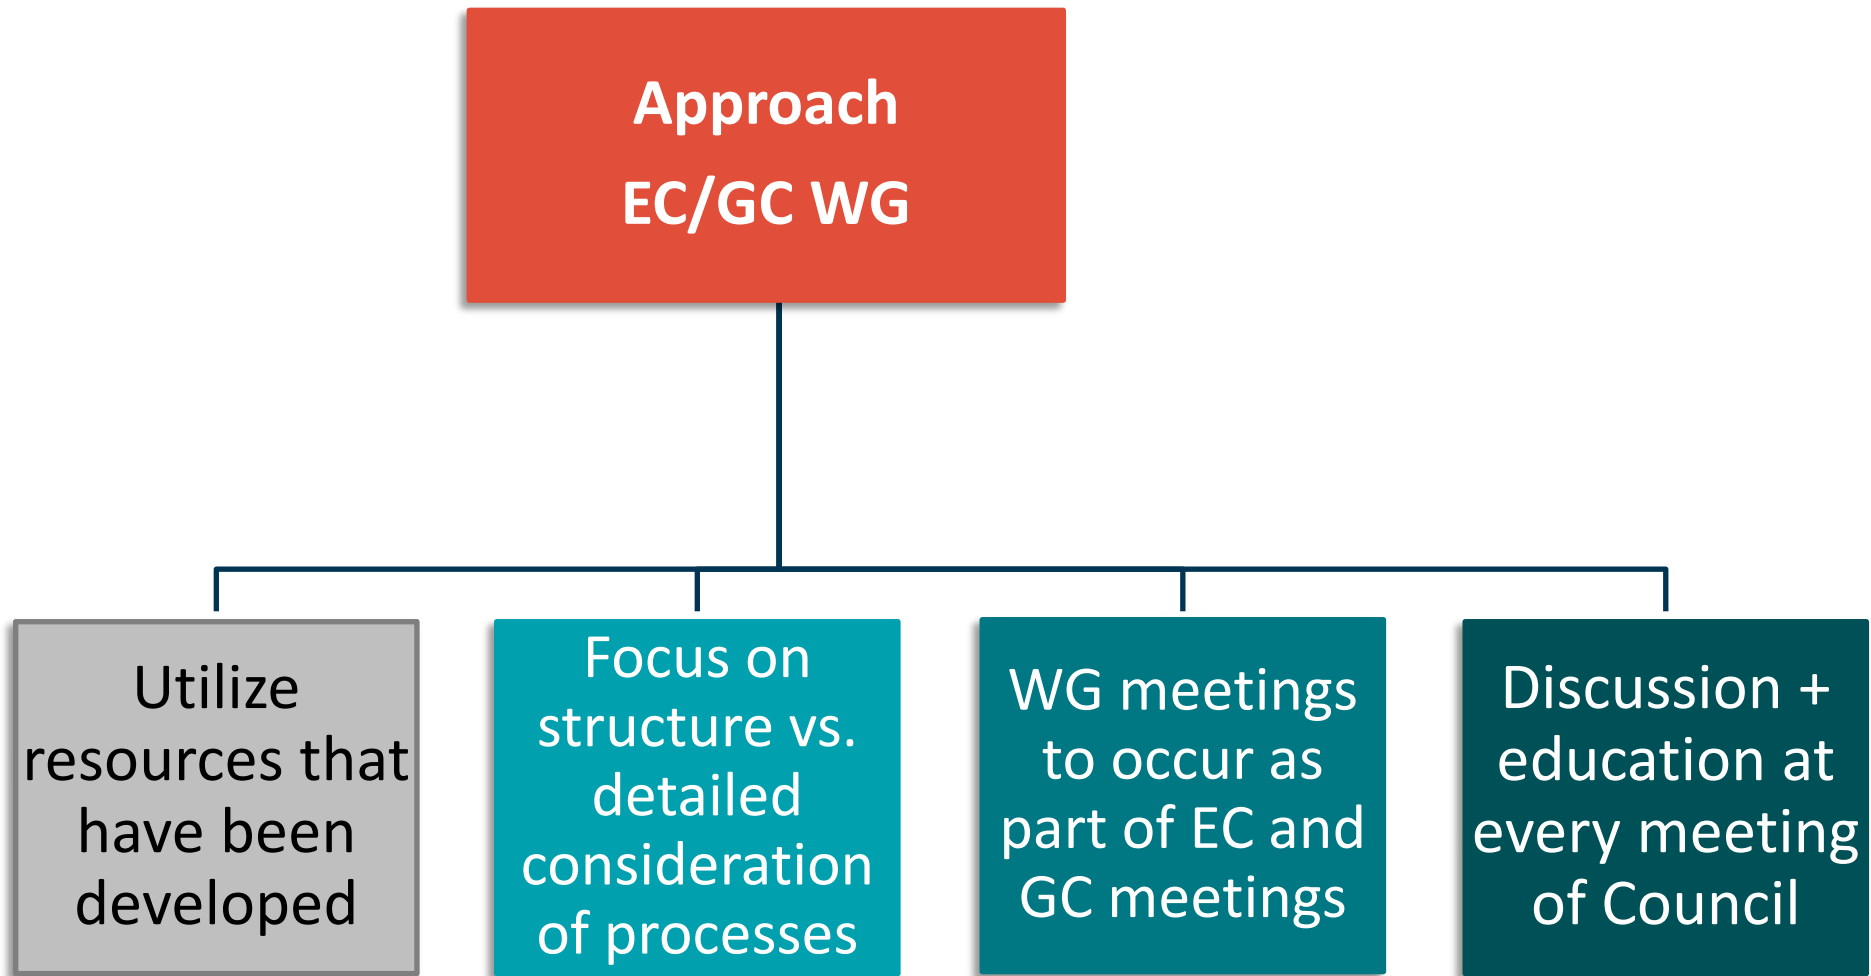 Approach
EC/GC WG
Utilize
resources that
have been
developed
Focus on
structure vs.
detailed
consideration
of processes
WG meetings
to occur as
part of EC and
GC meetings
Discussion +
education at
every meeting
of Council